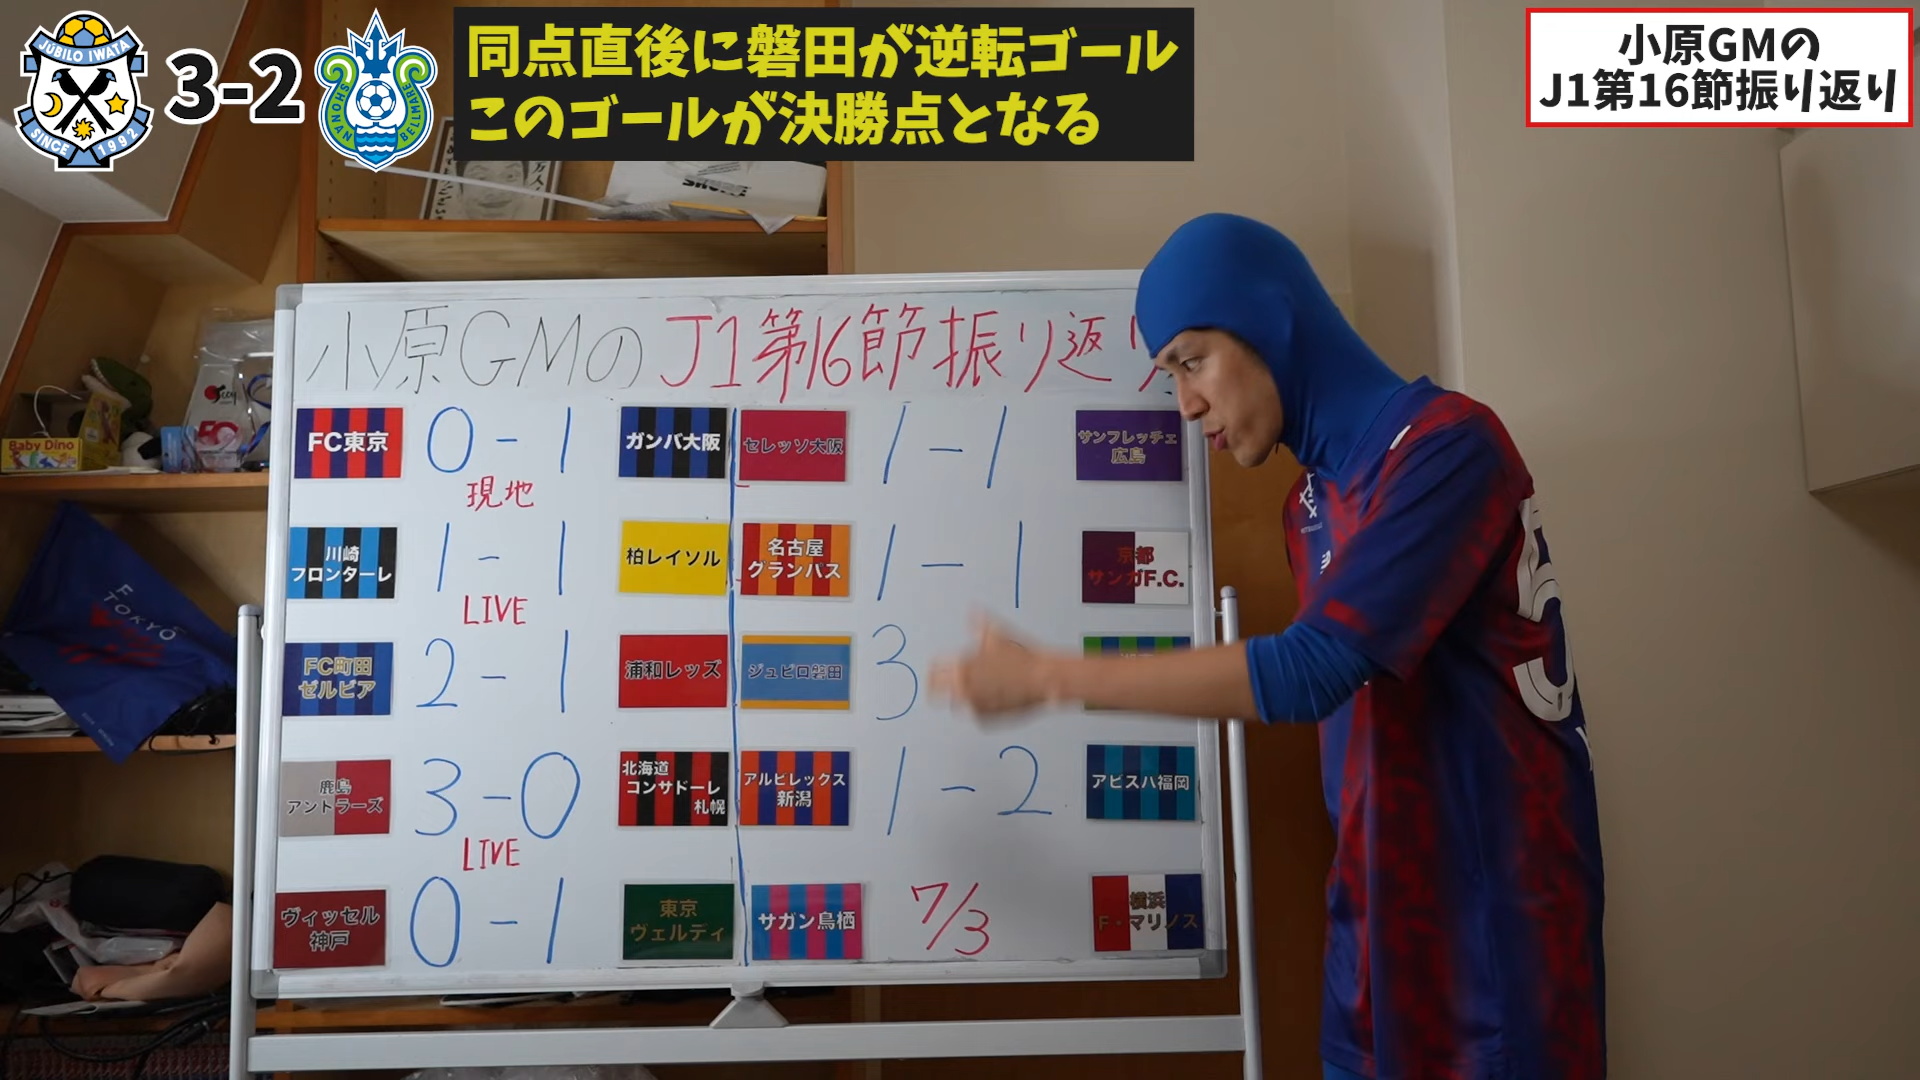 JÚBILO IWATA
SINCE 1992
3-2
SHONAN
BELLMARE
同点直後に磐田が逆転ゴール
このゴールが決勝点となる
小原GMの
J1第16節振り返り
SHURE
小原GMのJ1第16節振り返り
FC東京 0-1 ガンバ大阪
現地
セレッソ大阪 1-1 サンフレッチェ
広島
川崎
フロンターレ 1-1 柏レイソル
LIVE
名古屋
グランパス 1-1 京都
サンガF.C.
FC町田
ゼルビア 2-1 浦和レッズ
ジュビロ磐田 3
鹿島
アントラーズ 3-0 北海道
コンサドーレ
札幌
LIVE
アルビレックス
新潟 1-2 アビスパ福岡
ヴィッセル
神戸 0-1 東京
ヴェルディ
サガン鳥栖 7/3 横浜
F・マリノス
Baby Dino
TOKYO
5